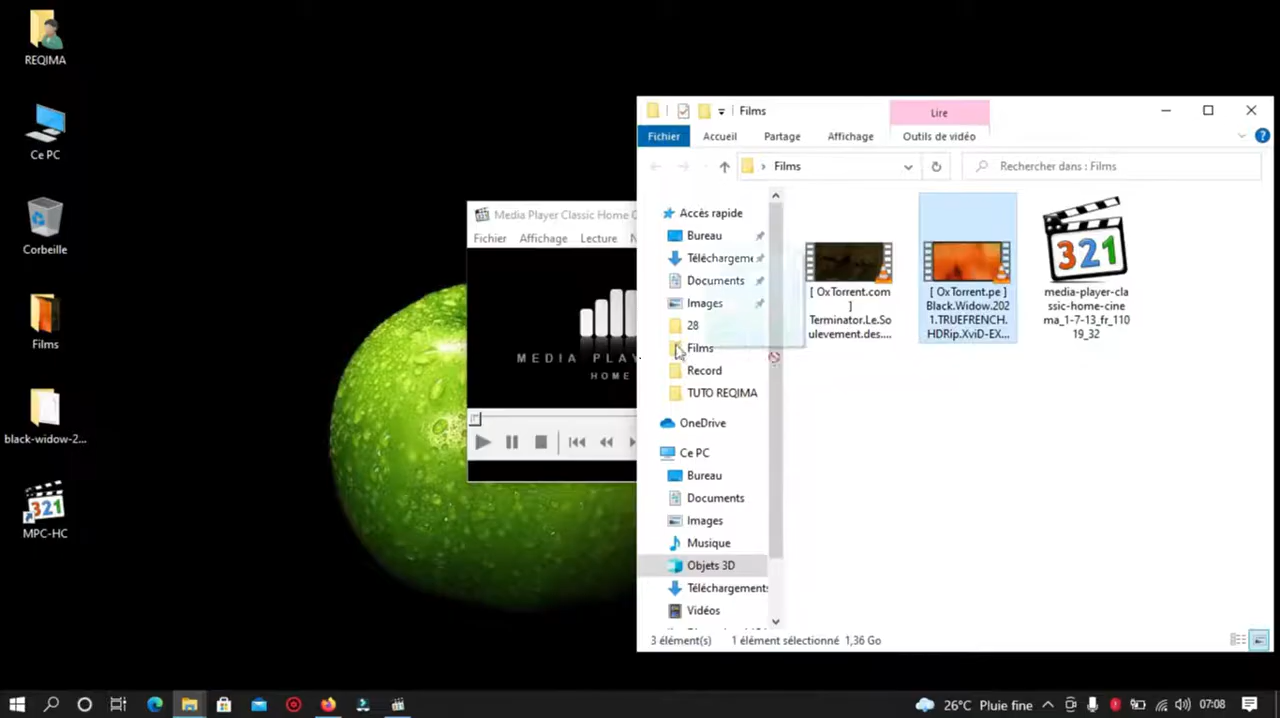 REQIMA
Ce PC
Corbeille
Films
black-widow-2...
MPC-HC
Media Player Classic Home C
Fichier Affichage Lecture N
MEDIA PLAY
HOME
Films
Lire
Fichier Accueil Partage Affichage Outils de vidéo
Films
Rechercher dans : Films
Accès rapide
Bureau
Téléchargeme
Documents
Images
28
Films
Record
TUTO REQIMA
OneDrive
Ce PC
Bureau
Documents
Images
Musique
Objets 3D
Téléchargements
Vidéos
[ OxTorrent.com
]
Terminator.Le.So
ulevement.des....
[ OxTorrent.pe ]
Black.Widow.202
1.TRUEFRENCH.
HDRip.XviD-EX...
321
media-player-cla
ssic-home-cine
ma_1-7-13_fr_110
19_32
3 élément(s) 1 élément sélectionné 1,36 Go
26°C Pluie fine 07:08